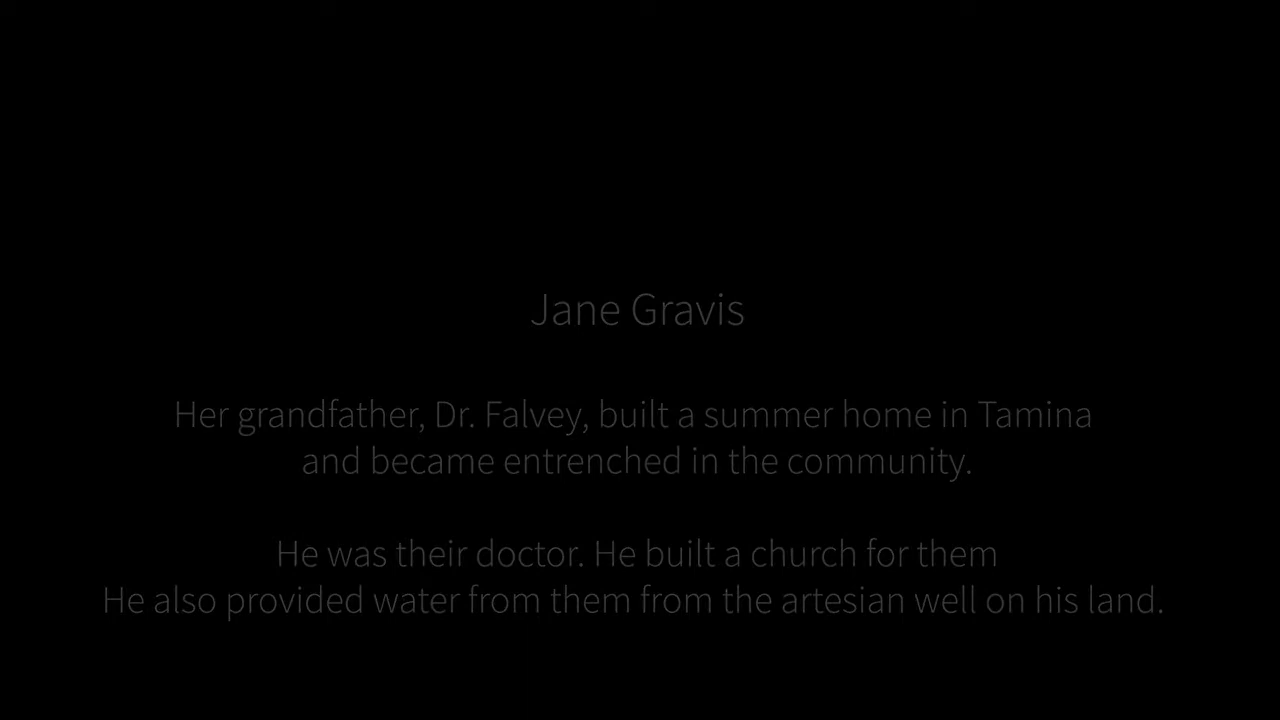 Jane Gravis
Her grandfather, Dr. Falvey, built a summer home in Tamina
and became entrenched in the community.
He was their doctor. He built a church for them
He also provided water from them from the artesian well on his land.